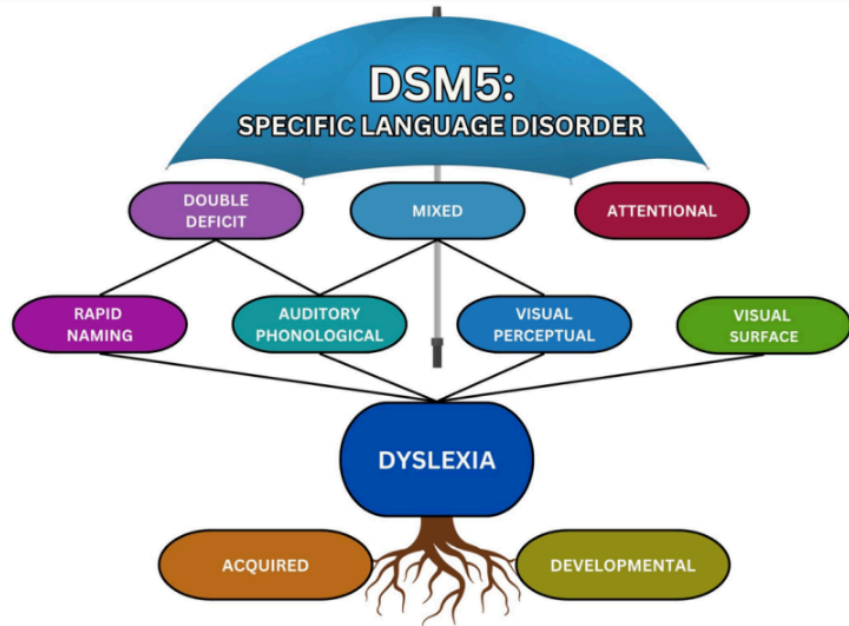 DSM5:
SPECIFIC LANGUAGE DISORDER
DOUBLE
DEFICIT
MIXED
ATTENTIONAL
RAPID
NAMING
AUDITORY
PHONOLOGICAL
VISUAL
PERCEPTUAL
VISUAL
SURFACE
DYSLEXIA
ACQUIRED
DEVELOPMENTAL